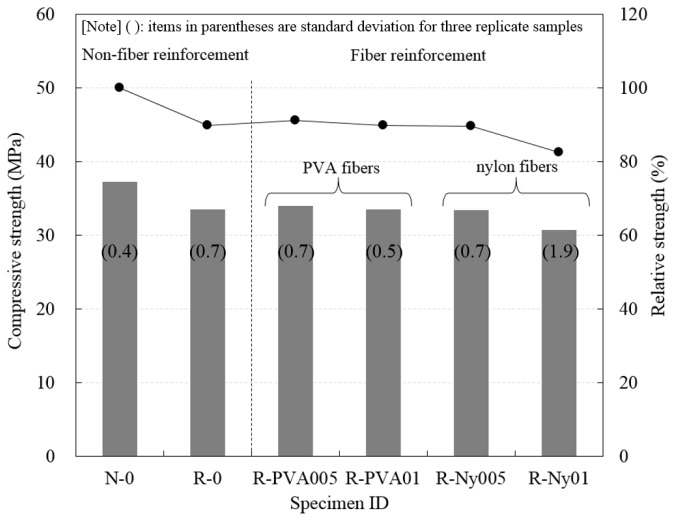 [Note] ( ): items in parentheses are standard deviation for three replicate samples
Non-fiber reinforcement
Fiber reinforcement
PVA fibers
nylon fibers
(0.4)
(0.7)
(0.7)
(0.5)
(0.7)
(1.9)
Compressive strength (MPa)
60
50
40
30
20
10
0
Relative strength (%)
120
100
80
60
40
20
0
N-0
R-0
R-PVA005
R-PVA01
R-Ny005
R-Ny01
Specimen ID